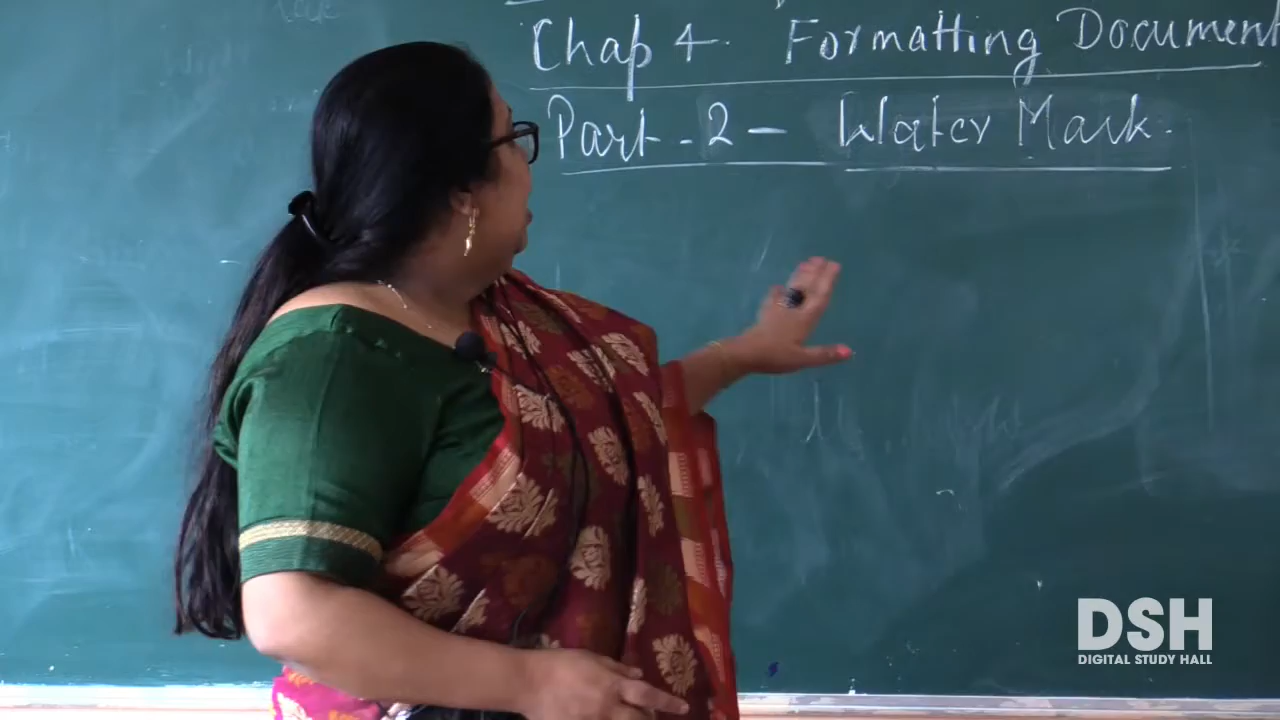 Chap 4. Formatting Document
Part - 2 - Water Mark.
DSH
DIGITAL STUDY HALL